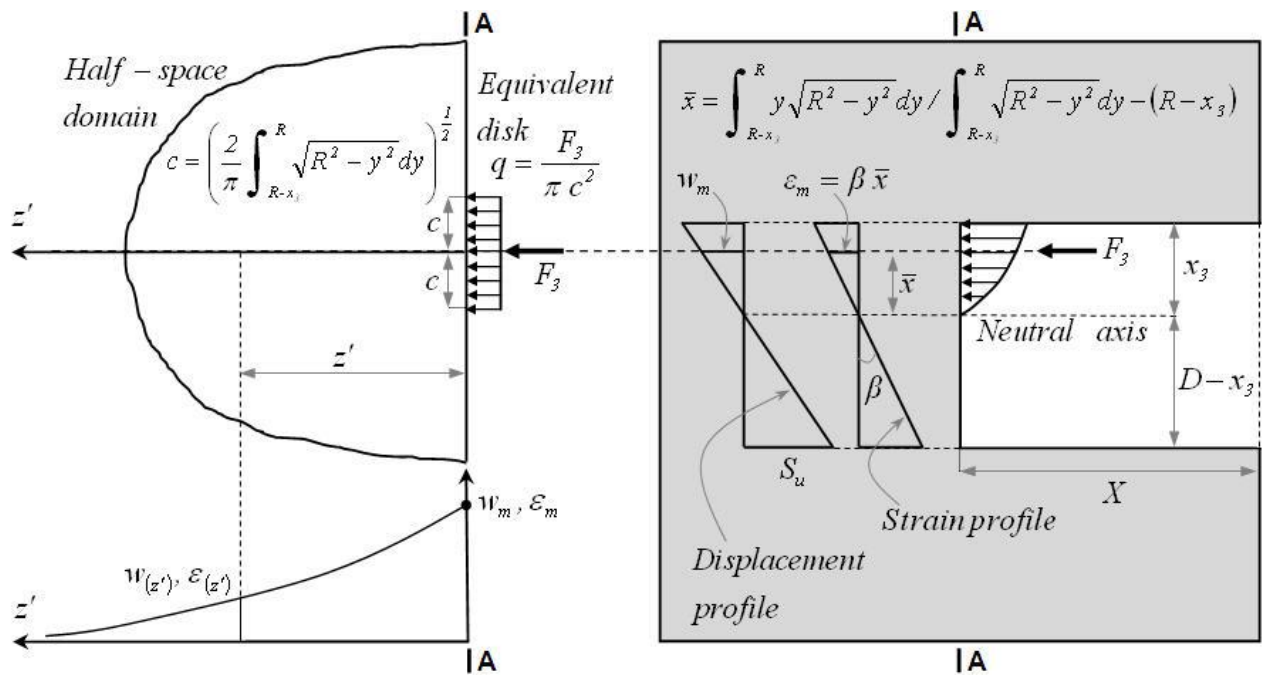 A
A
Half – space
domain
Equivalent
disk
c = ( 2/π ∫_{R-x_3}^{R} √(R² – y²) dy )^{1/2}
q = F_3 / π c²
z'
c
c
F_3
z'
w_m , ε_m
w_(z') , ε_(z')
z'
A
x̄ = ∫_{R-x_3}^{R} y √(R² – y²) dy / ∫_{R-x_3}^{R} √(R² – y²) dy – (R – x_3)
w_m
ε_m = β x̄
F_3
x̄
x_3
Neutral axis
β
D – x_3
S_u
X
Strain profile
Displacement
profile
A